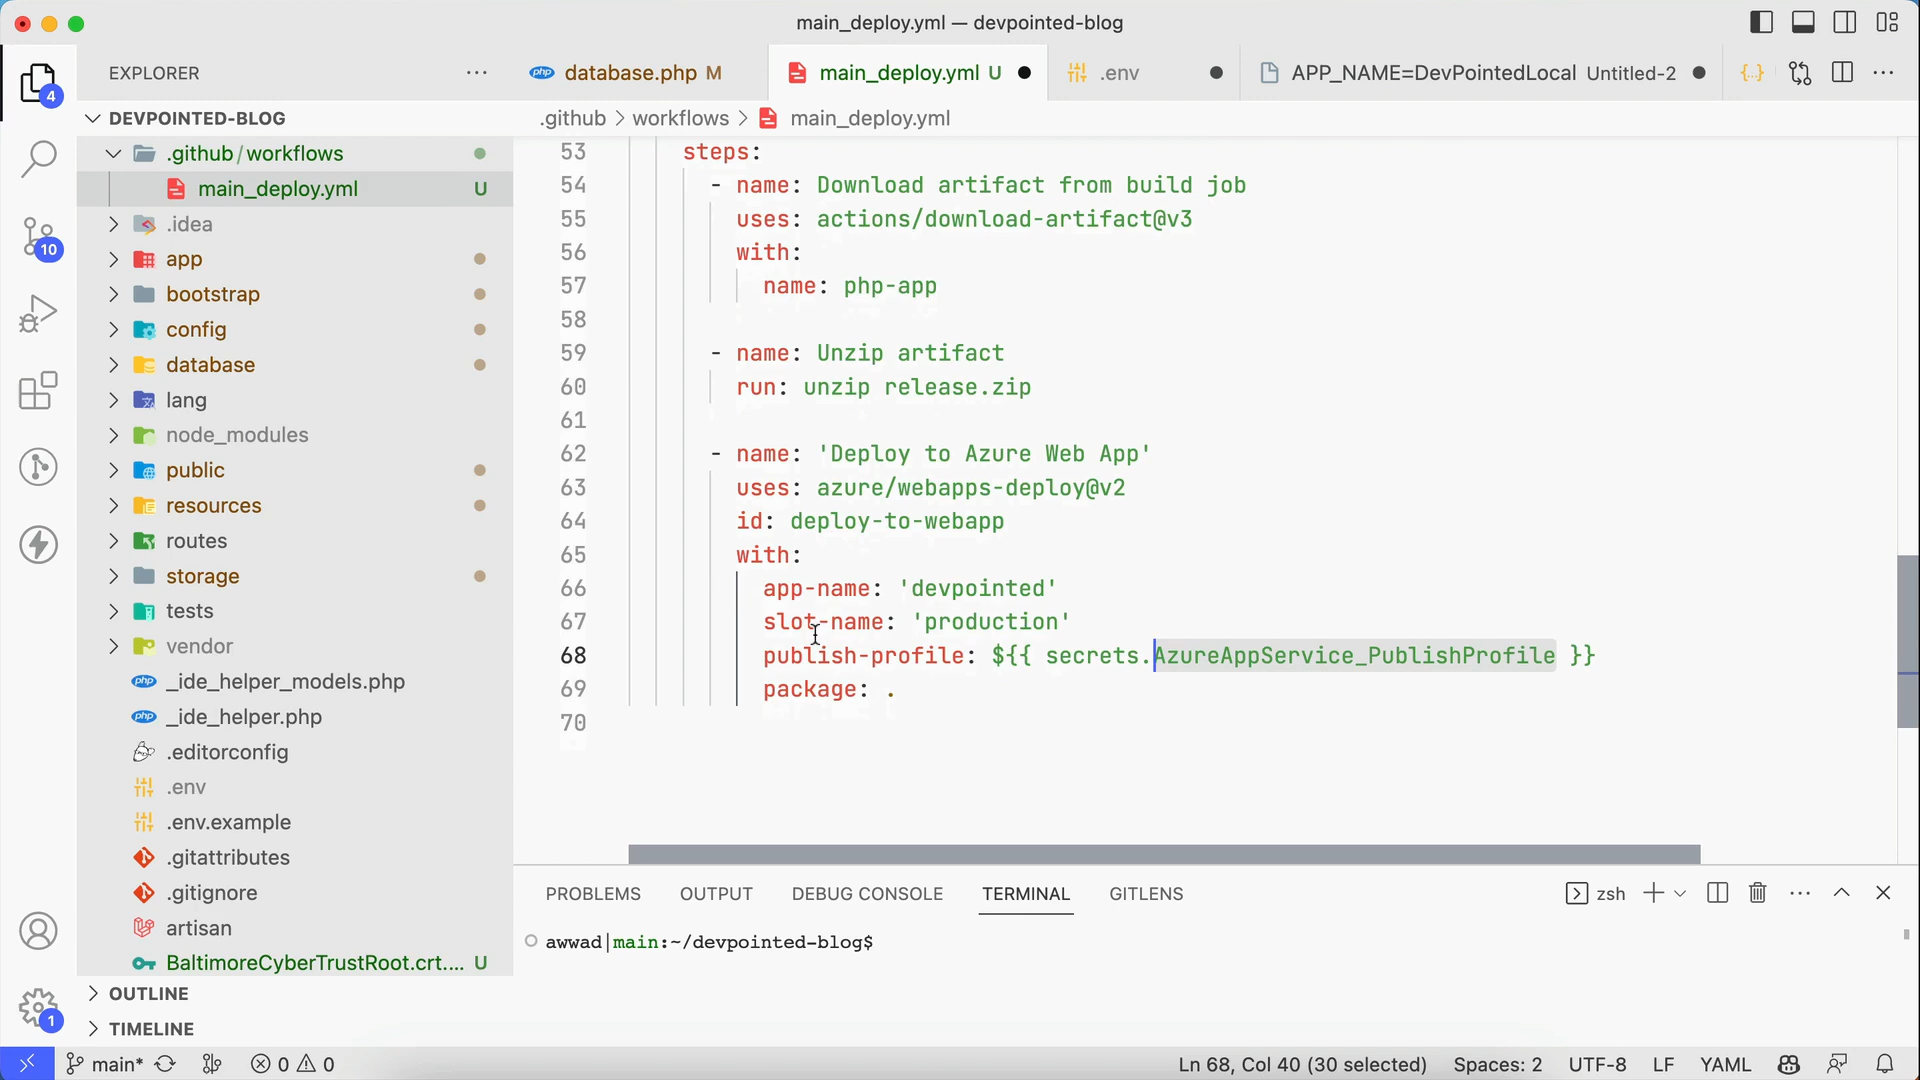 main_deploy.yml — devpointed-blog
EXPLORER
database.php M
main_deploy.yml U
.env
APP_NAME=DevPointedLocal Untitled-2
4
DEVPOINTED-BLOG
.github > workflows > main_deploy.yml
.github/workflows
main_deploy.yml U
.idea
app
bootstrap
config
database
lang
node_modules
public
resources
routes
storage
tests
vendor
php _ide_helper_models.php
php _ide_helper.php
.editorconfig
.env
.env.example
.gitattributes
.gitignore
artisan
BaltimoreCyberTrustRoot.crt.... U
OUTLINE
TIMELINE
10
1
53 steps:
54 - name: Download artifact from build job
55 uses: actions/download-artifact@v3
56 with:
57 name: php-app
58
59 - name: Unzip artifact
60 run: unzip release.zip
61
62 - name: 'Deploy to Azure Web App'
63 uses: azure/webapps-deploy@v2
64 id: deploy-to-webapp
65 with:
66 app-name: 'devpointed'
67 slot-name: 'production'
68 publish-profile: ${{ secrets.AzureAppService_PublishProfile }}
69 package: .
70
PROBLEMS OUTPUT DEBUG CONSOLE TERMINAL GITLENS
zsh
awwad|main:~/devpointed-blog$
main* 0 0
Ln 68, Col 40 (30 selected) Spaces: 2 UTF-8 LF YAML